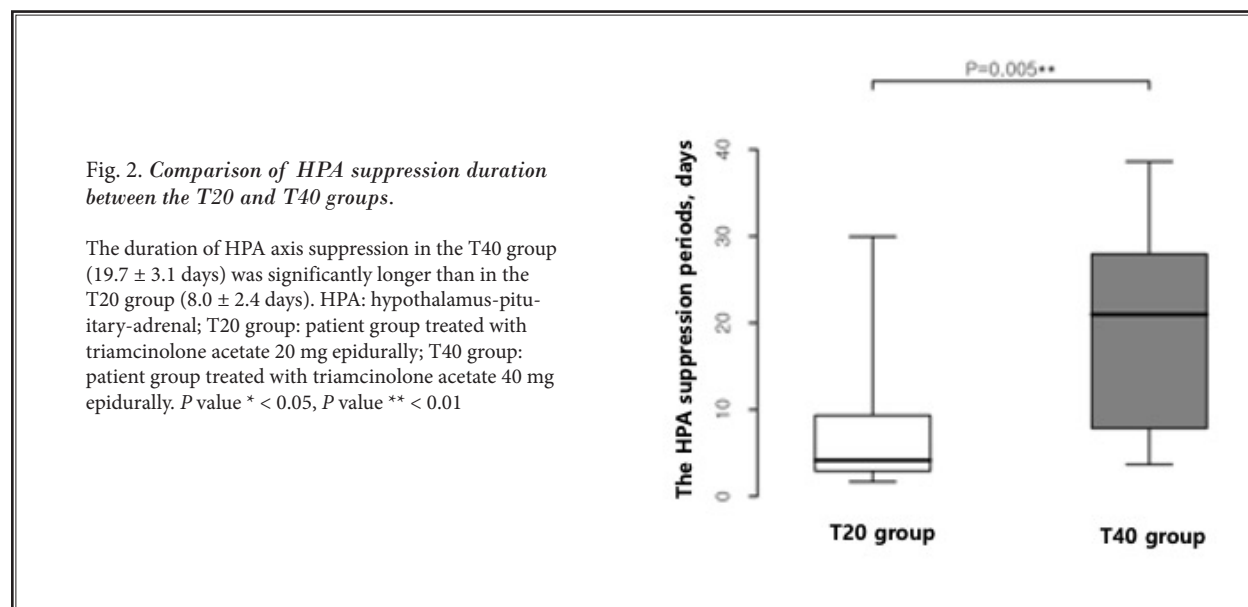 Fig. 2. Comparison of HPA suppression duration
between the T20 and T40 groups.
The duration of HPA axis suppression in the T40 group
(19.7 ± 3.1 days) was significantly longer than in the
T20 group (8.0 ± 2.4 days). HPA: hypothalamus-pitu-
itary-adrenal; T20 group: patient group treated with
triamcinolone acetate 20 mg epidurally; T40 group:
patient group treated with triamcinolone acetate 40 mg
epidurally. P value * < 0.05, P value ** < 0.01
P=0.005**
The HPA suppression periods, days
40
30
20
10
0
T20 group
T40 group